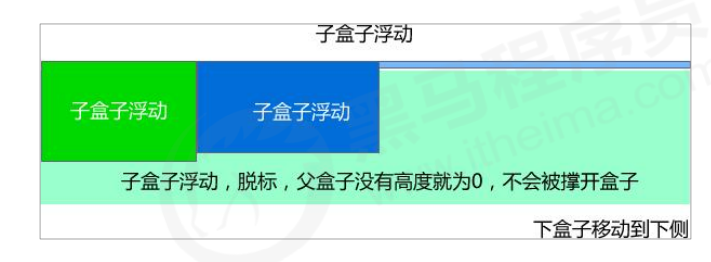 子盒子浮动
子盒子浮动 子盒子浮动
子盒子浮动，脱标，父盒子没有高度就为0，不会被撑开盒子
下盒子移动到下侧
黑马程序员
www.itheima.com